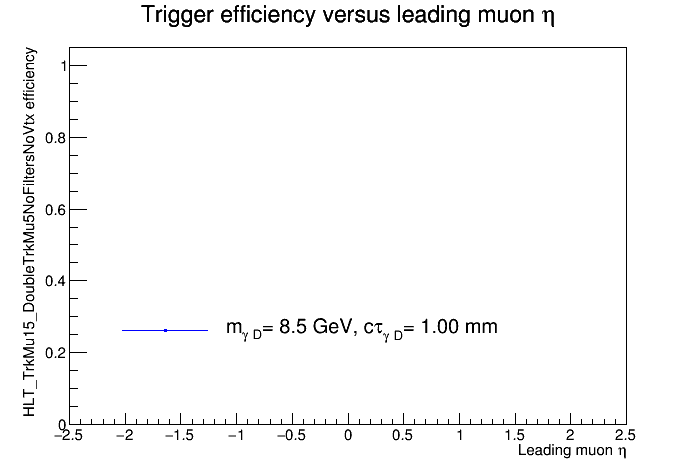 Trigger efficiency versus leading muon η
HLT_TrkMu15_DoubleTrkMu5NoFiltersNoVtx efficiency
1
0.8
0.6
0.4
0.2
0
m_γ D= 8.5 GeV, cτ_γ D= 1.00 mm
−2.5 −2 −1.5 −1 −0.5 0 0.5 1 1.5 2 2.5
Leading muon η